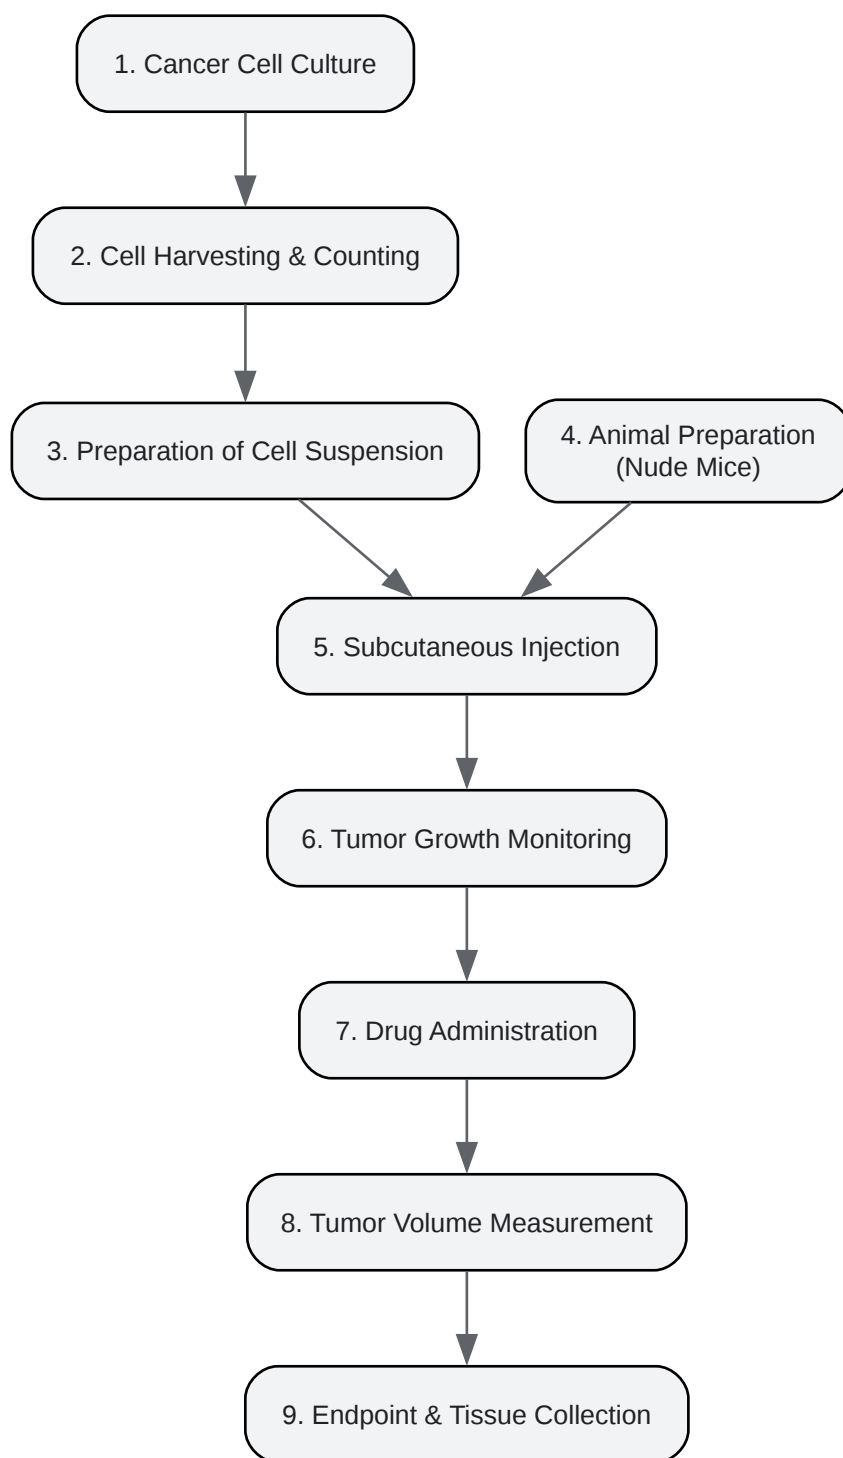 1. Cancer Cell Culture
2. Cell Harvesting & Counting
3. Preparation of Cell Suspension
4. Animal Preparation
(Nude Mice)
5. Subcutaneous Injection
6. Tumor Growth Monitoring
7. Drug Administration
8. Tumor Volume Measurement
9. Endpoint & Tissue Collection